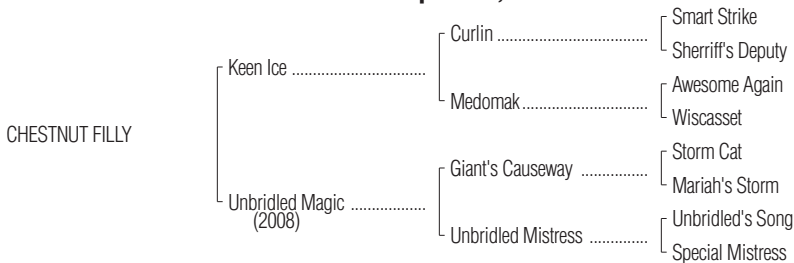 Smart Strike
Curlin
Sherriff's Deputy
Keen Ice
Awesome Again
Medomak
Wiscasset
CHESTNUT FILLY
Storm Cat
Giant's Causeway
Mariah's Storm
Unbridled Magic
(2008)
Unbridled's Song
Unbridled Mistress
Special Mistress